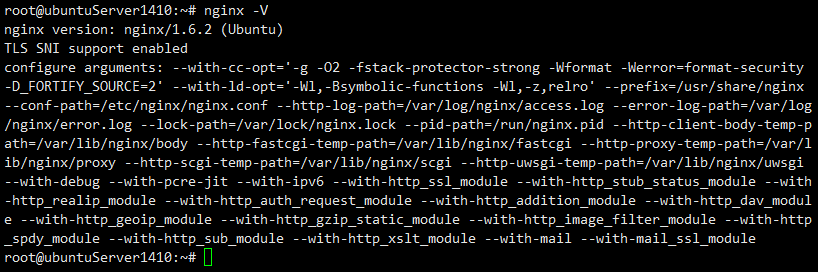 root@ubuntuServer1410:~# nginx -V
nginx version: nginx/1.6.2 (Ubuntu)
TLS SNI support enabled
configure arguments: --with-cc-opt='-g -O2 -fstack-protector-strong -Wformat -Werror=format-security
-D_FORTIFY_SOURCE=2' --with-ld-opt='-Wl,-Bsymbolic-functions -Wl,-z,relro' --prefix=/usr/share/nginx
--conf-path=/etc/nginx/nginx.conf --http-log-path=/var/log/nginx/access.log --error-log-path=/var/log
/nginx/error.log --lock-path=/var/lock/nginx.lock --pid-path=/run/nginx.pid --http-client-body-temp-p
ath=/var/lib/nginx/body --http-fastcgi-temp-path=/var/lib/nginx/fastcgi --http-proxy-temp-path=/var/l
ib/nginx/proxy --http-scgi-temp-path=/var/lib/nginx/scgi --http-uwsgi-temp-path=/var/lib/nginx/uwsgi
--with-debug --with-pcre-jit --with-ipv6 --with-http_ssl_module --with-http_stub_status_module --with
-http_realip_module --with-http_auth_request_module --with-http_addition_module --with-http_dav_modul
e --with-http_geoip_module --with-http_gzip_static_module --with-http_image_filter_module --with-http
_spdy_module --with-http_sub_module --with-http_xslt_module --with-mail --with-mail_ssl_module
root@ubuntuServer1410:~#